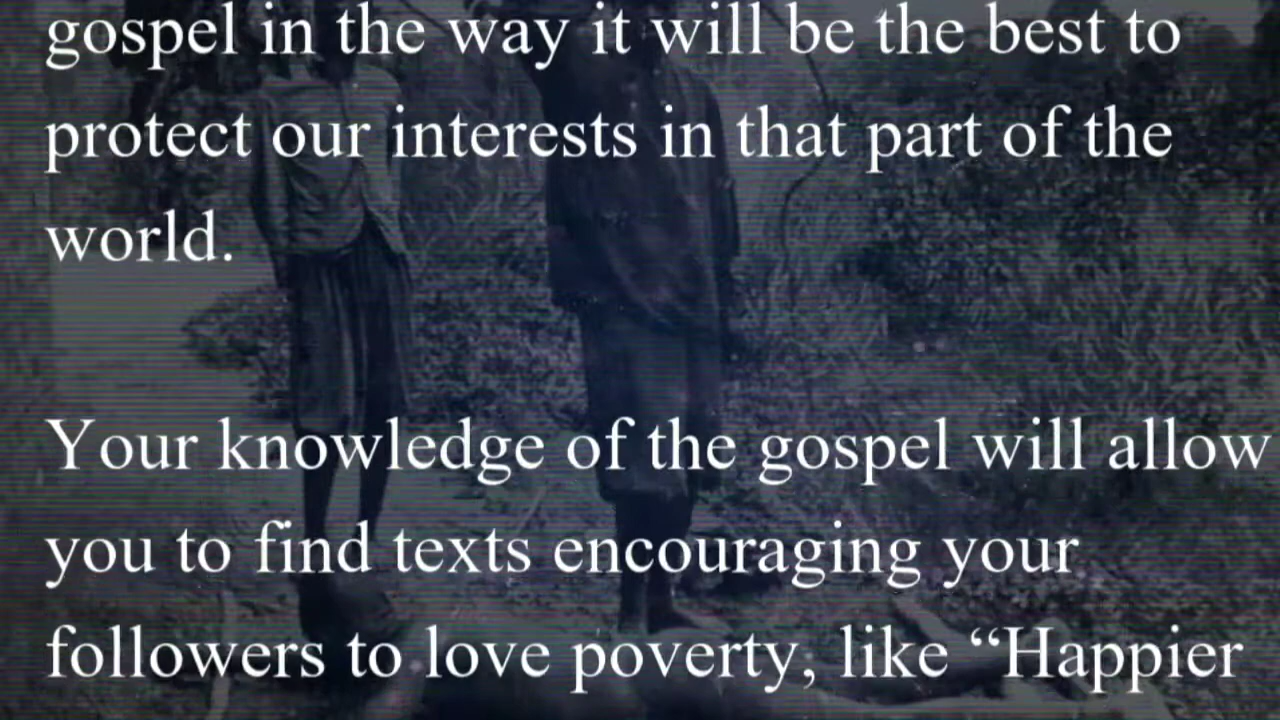 gospel in the way it will be the best to
protect our interests in that part of the
world.
Your knowledge of the gospel will allow
you to find texts encouraging your
followers to love poverty, like “Happier